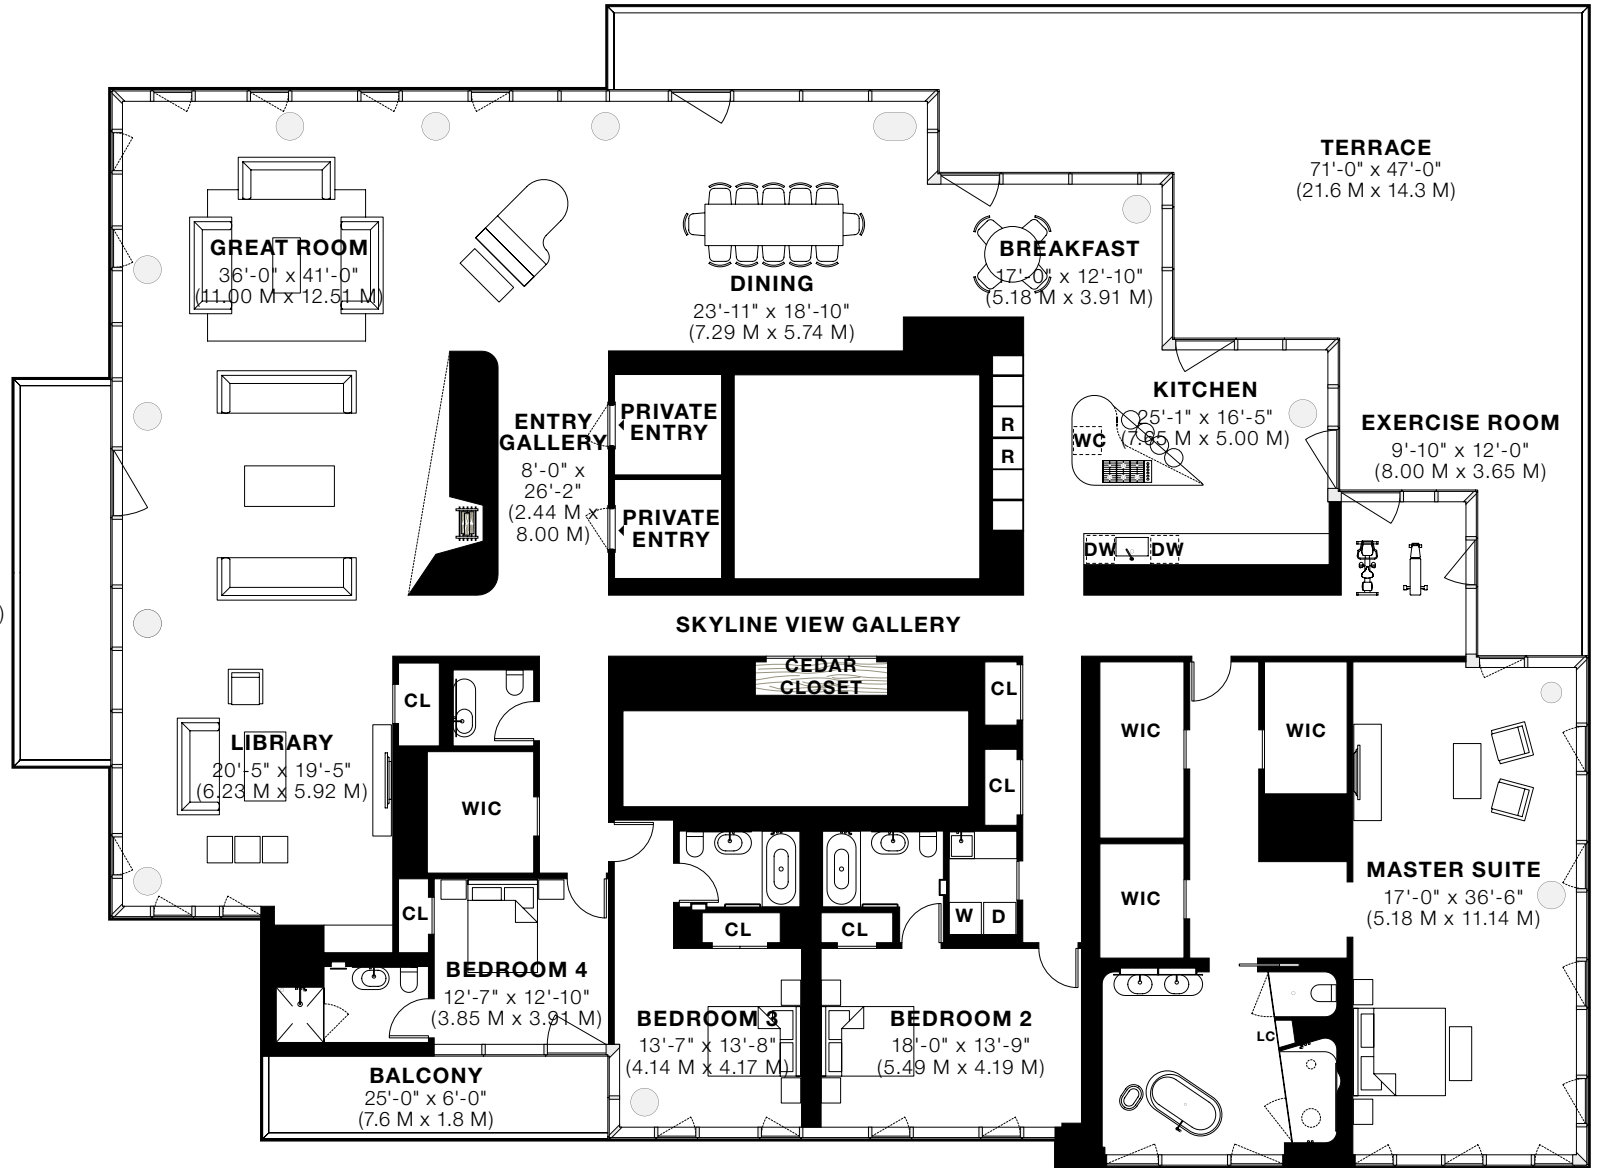 TERRACE
71'-0" x 47'-0"
(21.6 M x 14.3 M)
GREAT ROOM
36'-0" x 41'-0"
(11.00 M x 12.51 M)
DINING
23'-11" x 18'-10"
(7.29 M x 5.74 M)
BREAKFAST
17'-0" x 12'-10"
(5.18 M x 3.91 M)
KITCHEN
25'-1" x 16'-5"
(7.65 M x 5.00 M)
WC
R
R
DW
DW
EXERCISE ROOM
9'-10" x 12'-0"
(8.00 M x 3.65 M)
ENTRY
GALLERY
8'-0" x
26'-2"
(2.44 M x
8.00 M)
PRIVATE
ENTRY
PRIVATE
ENTRY
)
SKYLINE VIEW GALLERY
CEDAR
CLOSET
CL
CL
CL
WIC
WIC
LIBRARY
20'-5" x 19'-5"
(6.23 M x 5.92 M)
WIC
WIC
MASTER SUITE
17'-0" x 36'-6"
(5.18 M x 11.14 M)
CL
CL
CL
W
D
BEDROOM 4
12'-7" x 12'-10"
(3.85 M x 3.91 M)
BEDROOM 3
13'-7" x 13'-8"
(4.14 M x 4.17 M)
BEDROOM 2
18'-0" x 13'-9"
(5.49 M x 4.19 M)
LC
BALCONY
25'-0" x 6'-0"
(7.6 M x 1.8 M)